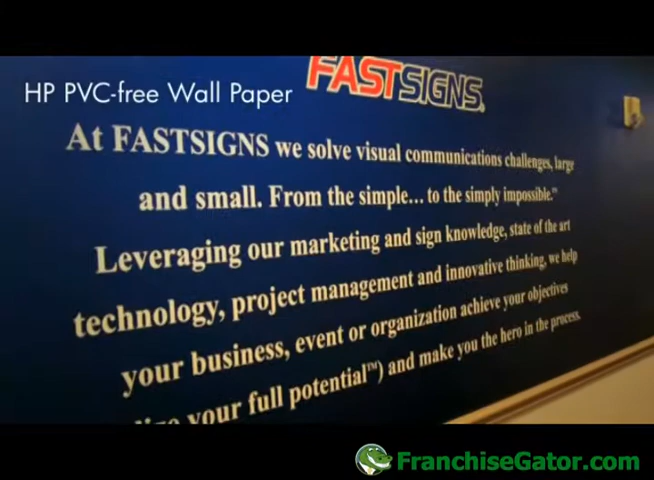 HP PVC-free Wall Paper
FASTSIGNS®
At FASTSIGNS we solve visual communications challenges, large
and small. From the simple... to the simply impossible.™
Leveraging our marketing and sign knowledge, state of the art
technology, project management and innovative thinking, we help
your business, event or organization achieve your objectives
your full potential™) and make you the hero in the process.
FranchiseGator.com